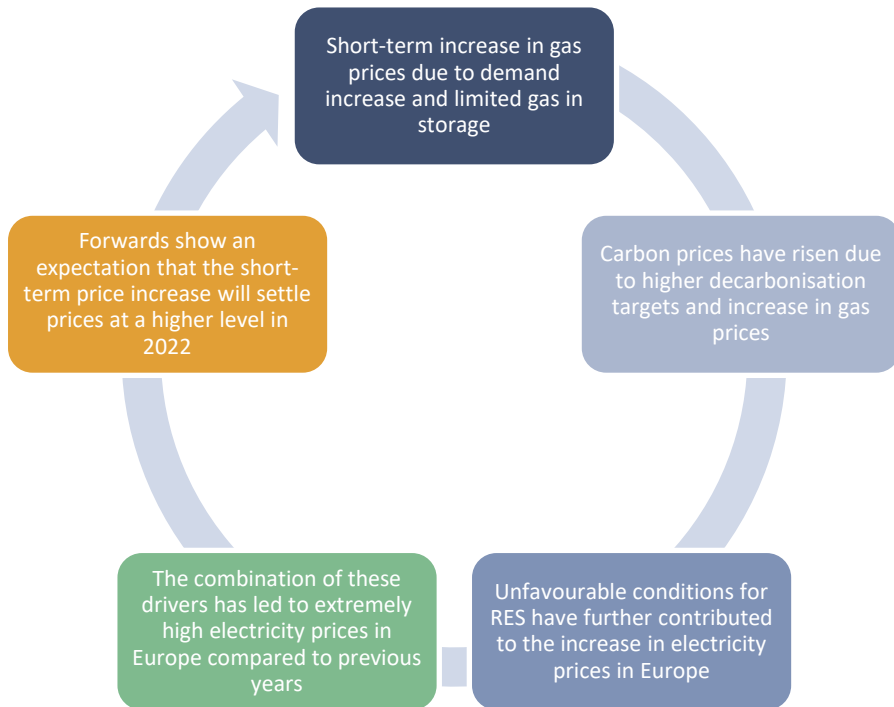 Short-term increase in gas
prices due to demand
increase and limited gas in
storage
Carbon prices have risen due
to higher decarbonisation
targets and increase in gas
prices
Unfavourable conditions for
RES have further contributed
to the increase in electricity
prices in Europe
The combination of these
drivers has led to extremely
high electricity prices in
Europe compared to previous
years
Forwards show an
expectation that the short-
term price increase will settle
prices at a higher level in
2022